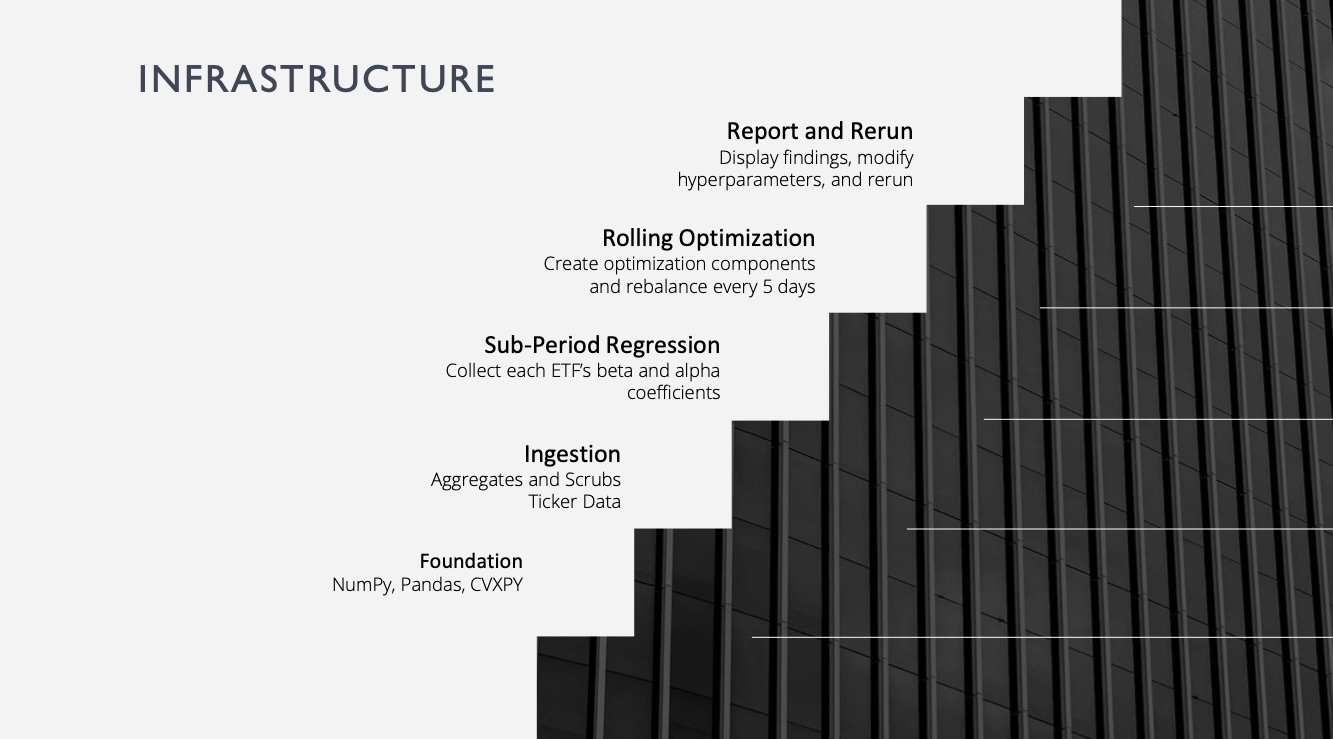 INFRASTRUCTURE
Report and Rerun
Display findings, modify
hyperparameters, and rerun
Rolling Optimization
Create optimization components
and rebalance every 5 days
Sub-Period Regression
Collect each ETF’s beta and alpha
coefficients
Ingestion
Aggregates and Scrubs
Ticker Data
Foundation
NumPy, Pandas, CVXPY